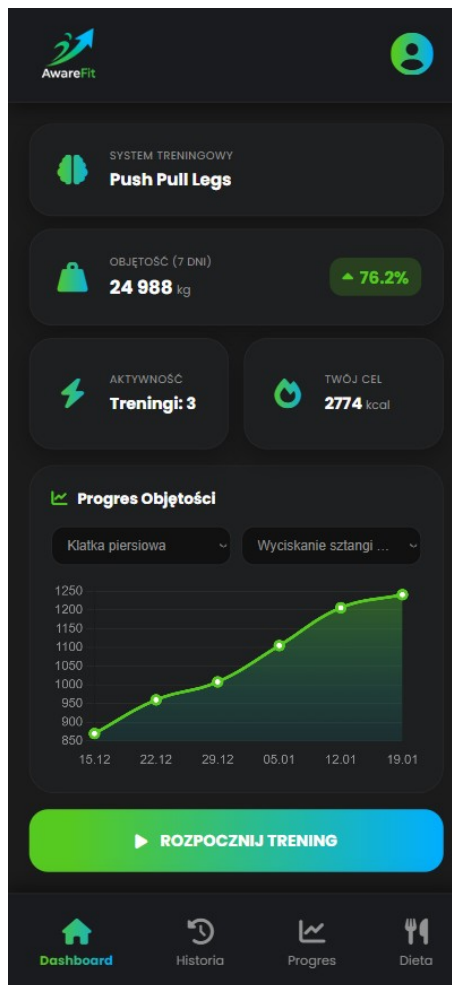 AwareFit
SYSTEM TRENINGOWY
Push Pull Legs
OBJĘTOŚĆ (7 DNI)
24 988 kg
76.2%
AKTYWNOŚĆ
Treningi: 3
TWÓJ CEL
2774 kcal
Progres Objętości
Klatka piersiowa
Wyciskanie sztangi ...
1250
1200
1150
1100
1050
1000
950
900
850
15.12 22.12 29.12 05.01 12.01 19.01
ROZPOCZNIJ TRENING
Dashboard Historia Progres Dieta